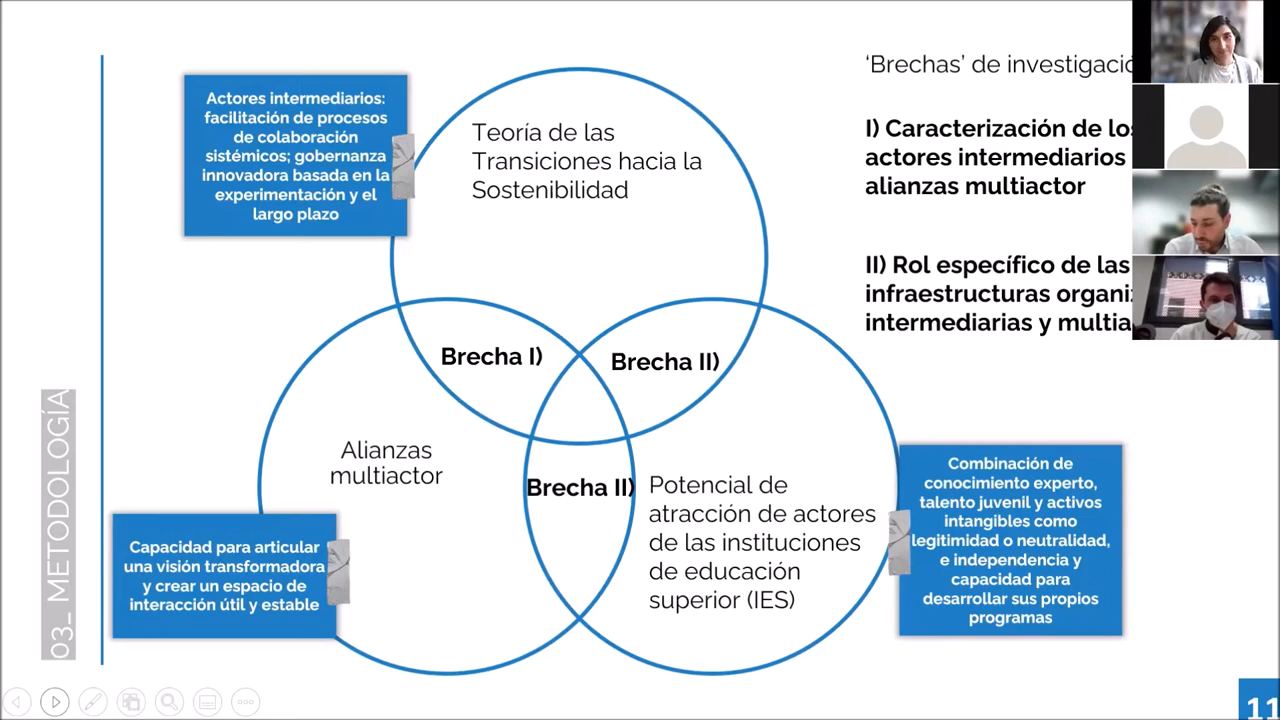 Actores intermediarios:
facilitación de procesos
de colaboración
sistémicos; gobernanza
innovadora basada en la
experimentación y el
largo plazo
Teoría de las
Transiciones hacia la
Sostenibilidad
'Brechas' de investigació
I) Caracterización de los
actores intermediarios
alianzas multiactor
II) Rol específico de las
infraestructuras organi
intermediarias y multia
Brecha I)
Brecha II)
Alianzas
multiactor
Brecha II)
Potencial de
atracción de actores
de las instituciones
de educación
superior (IES)
Capacidad para articular
una visión transformadora
y crear un espacio de
interacción útil y estable
Combinación de
conocimiento experto,
talento juvenil y activos
intangibles como
legitimidad o neutralidad,
e independencia y
capacidad para
desarrollar sus propios
programas
03_ METODOLOGÍA
11